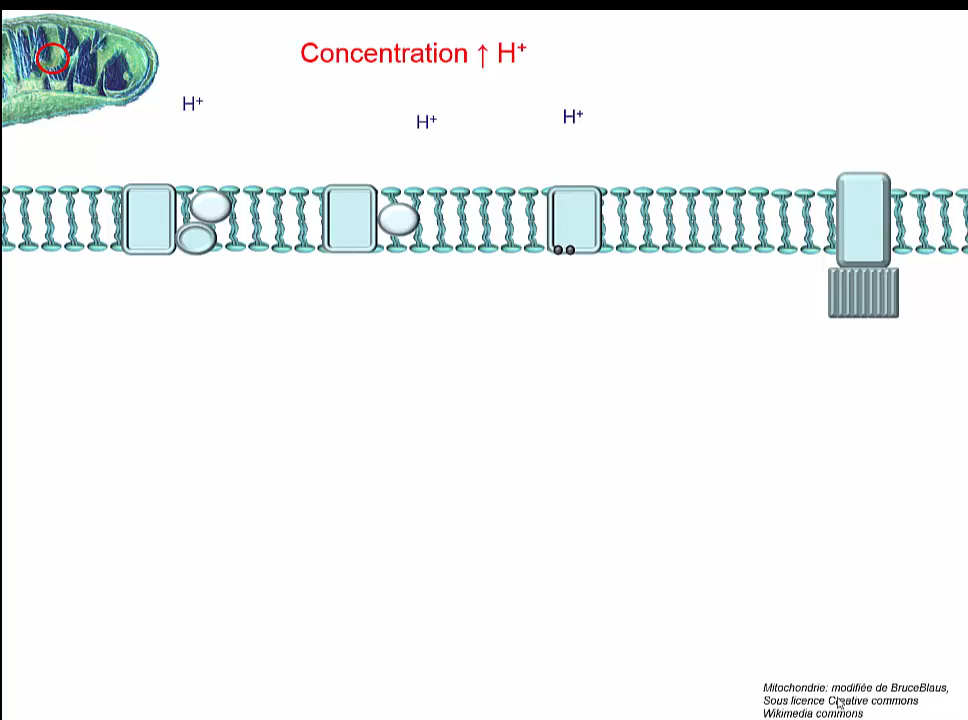 Concentration ↑ H⁺
H⁺
H⁺
H⁺
Mitochondrie: modifiée de BruceBlaus,
Sous licence Creative commons
Wikimedia commons